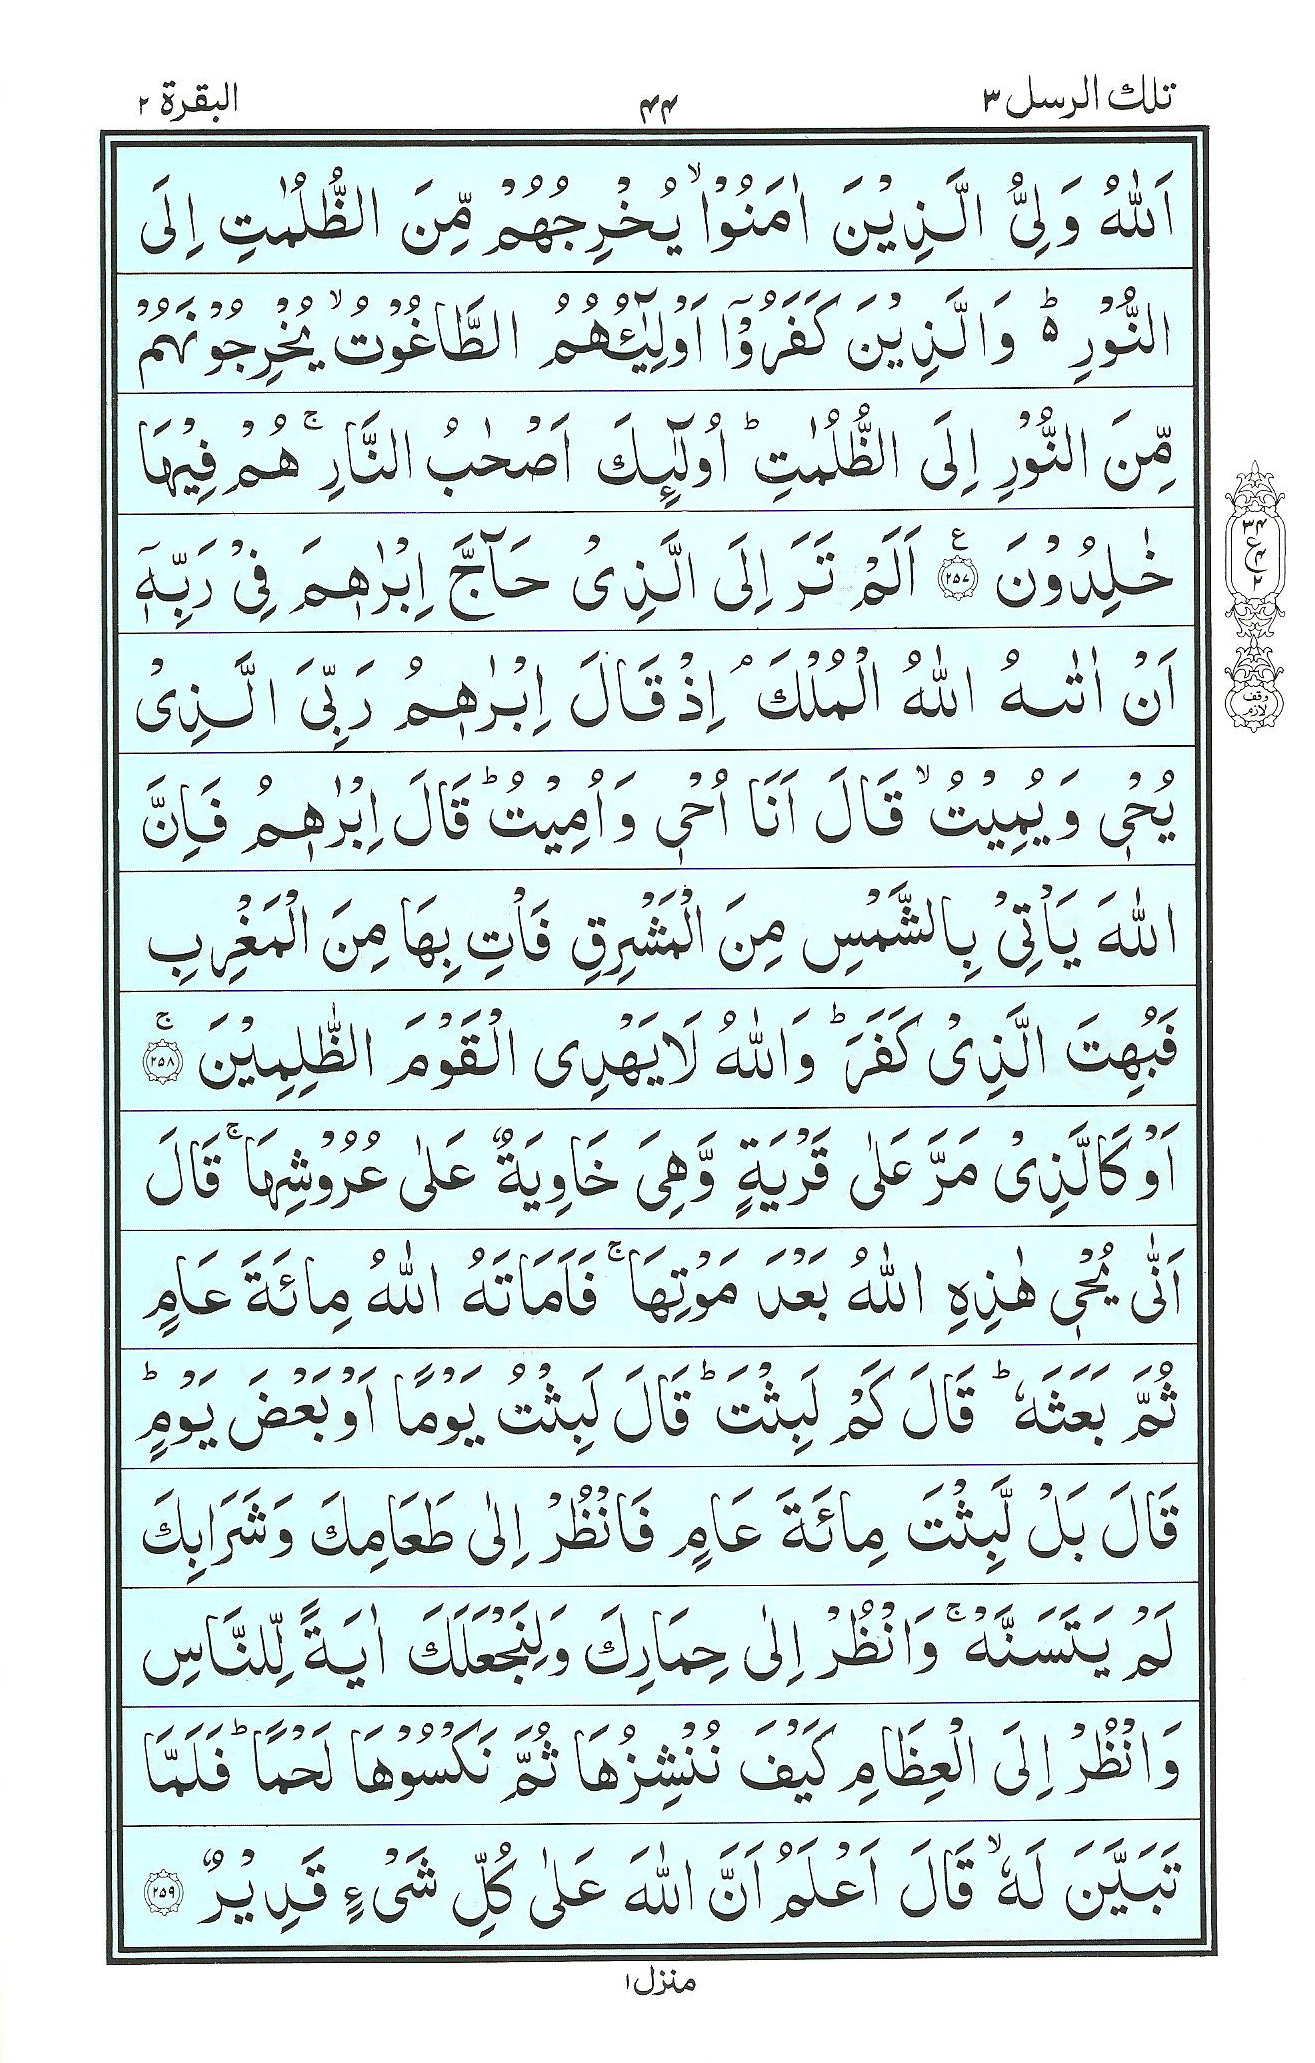 تلك الرسل ٣
٤٤
البقرة ٢
اَللّٰهُ وَلِیُّ الَّذِیْنَ اٰمَنُوْا ۙ یُخْرِجُهُمْ مِّنَ الظُّلُمٰتِ اِلَی
النُّوْرِ ؕ۬ وَالَّذِیْنَ كَفَرُوْۤا اَوْلِیٰٓـُٔهُمُ الطَّاغُوْتُ ۙ یُخْرِجُوْنَهُمْ
مِّنَ النُّوْرِ اِلَی الظُّلُمٰتِ ؕ اُولٰٓىِٕكَ اَصْحٰبُ النَّارِ ۚ هُمْ فِیْهَا
خٰلِدُوْنَ ۧ ﴿۲۵۷﴾ اَلَمْ تَرَ اِلَی الَّذِیْ حَآجَّ اِبْرٰهٖمَ فِیْ رَبِّهٖۤ
اَنْ اٰتٰىهُ اللّٰهُ الْمُلْكَ ۘ اِذْ قَالَ اِبْرٰهٖمُ رَبِّیَ الَّذِیْ
یُحْیٖ وَیُمِیْتُ ۙ قَالَ اَنَا اُحْیٖ وَاُمِیْتُ ؕ قَالَ اِبْرٰهٖمُ فَاِنَّ
اللّٰهَ یَاْتِیْ بِالشَّمْسِ مِنَ الْمَشْرِقِ فَاْتِ بِهَا مِنَ الْمَغْرِبِ
فَبُهِتَ الَّذِیْ كَفَرَ ؕ وَاللّٰهُ لَا یَهْدِی الْقَوْمَ الظّٰلِمِیْنَ ۚ ﴿۲۵۸﴾
اَوْ كَالَّذِیْ مَرَّ عَلٰی قَرْیَةٍ وَّهِیَ خَاوِیَةٌ عَلٰی عُرُوْشِهَا ۚ قَالَ
اَنّٰی یُحْیٖ هٰذِهِ اللّٰهُ بَعْدَ مَوْتِهَا ۚ فَاَمَاتَهُ اللّٰهُ مِائَةَ عَامٍ
ثُمَّ بَعَثَهٗ ؕ قَالَ كَمْ لَبِثْتَ ؕ قَالَ لَبِثْتُ یَوْمًا اَوْ بَعْضَ یَوْمٍ ؕ
قَالَ بَلْ لَّبِثْتَ مِائَةَ عَامٍ فَانْظُرْ اِلٰی طَعَامِكَ وَشَرَابِكَ
لَمْ یَتَسَنَّهْ ۚ وَانْظُرْ اِلٰی حِمَارِكَ وَلِنَجْعَلَكَ اٰیَةً لِّلنَّاسِ
وَانْظُرْ اِلَی الْعِظَامِ كَیْفَ نُنْشِزُهَا ثُمَّ نَكْسُوْهَا لَحْمًا ؕ فَلَمَّا
تَبَیَّنَ لَهٗ ۙ قَالَ اَعْلَمُ اَنَّ اللّٰهَ عَلٰی كُلِّ شَیْءٍ قَدِیْرٌ ﴿۲۵۹﴾
٣٤
ع
٤
٢
وقف
لازم
منزل ١